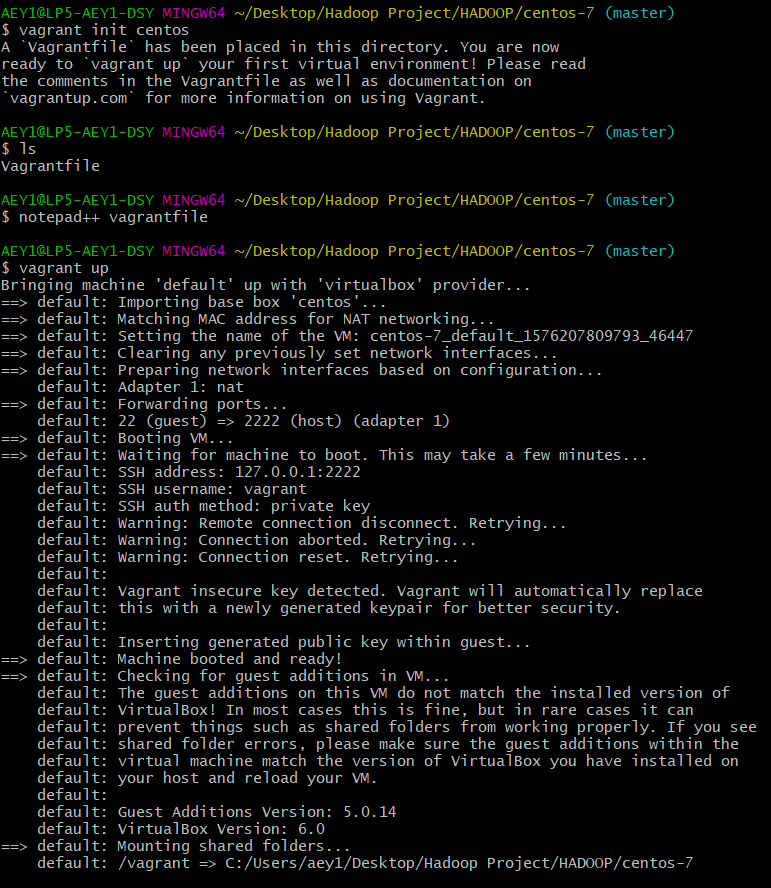 AEY1@LP5-AEY1-DSY MINGW64 ~/Desktop/Hadoop Project/HADOOP/centos-7 (master)
$ vagrant init centos
A `Vagrantfile` has been placed in this directory. You are now
ready to `vagrant up` your first virtual environment! Please read
the comments in the Vagrantfile as well as documentation on
`vagrantup.com` for more information on using Vagrant.
AEY1@LP5-AEY1-DSY MINGW64 ~/Desktop/Hadoop Project/HADOOP/centos-7 (master)
$ ls
Vagrantfile
AEY1@LP5-AEY1-DSY MINGW64 ~/Desktop/Hadoop Project/HADOOP/centos-7 (master)
$ notepad++ vagrantfile
AEY1@LP5-AEY1-DSY MINGW64 ~/Desktop/Hadoop Project/HADOOP/centos-7 (master)
$ vagrant up
Bringing machine 'default' up with 'virtualbox' provider...
==> default: Importing base box 'centos'...
==> default: Matching MAC address for NAT networking...
==> default: Setting the name of the VM: centos-7_default_1576207809793_46447
==> default: Clearing any previously set network interfaces...
==> default: Preparing network interfaces based on configuration...
    default: Adapter 1: nat
==> default: Forwarding ports...
    default: 22 (guest) => 2222 (host) (adapter 1)
==> default: Booting VM...
==> default: Waiting for machine to boot. This may take a few minutes...
    default: SSH address: 127.0.0.1:2222
    default: SSH username: vagrant
    default: SSH auth method: private key
    default: Warning: Remote connection disconnect. Retrying...
    default: Warning: Connection aborted. Retrying...
    default: Warning: Connection reset. Retrying...
    default:
    default: Vagrant insecure key detected. Vagrant will automatically replace
    default: this with a newly generated keypair for better security.
    default:
    default: Inserting generated public key within guest...
==> default: Machine booted and ready!
==> default: Checking for guest additions in VM...
    default: The guest additions on this VM do not match the installed version of
    default: VirtualBox! In most cases this is fine, but in rare cases it can
    default: prevent things such as shared folders from working properly. If you see
    default: shared folder errors, please make sure the guest additions within the
    default: virtual machine match the version of VirtualBox you have installed on
    default: your host and reload your VM.
    default:
    default: Guest Additions Version: 5.0.14
    default: VirtualBox Version: 6.0
==> default: Mounting shared folders...
    default: /vagrant => C:/Users/aey1/Desktop/Hadoop Project/HADOOP/centos-7